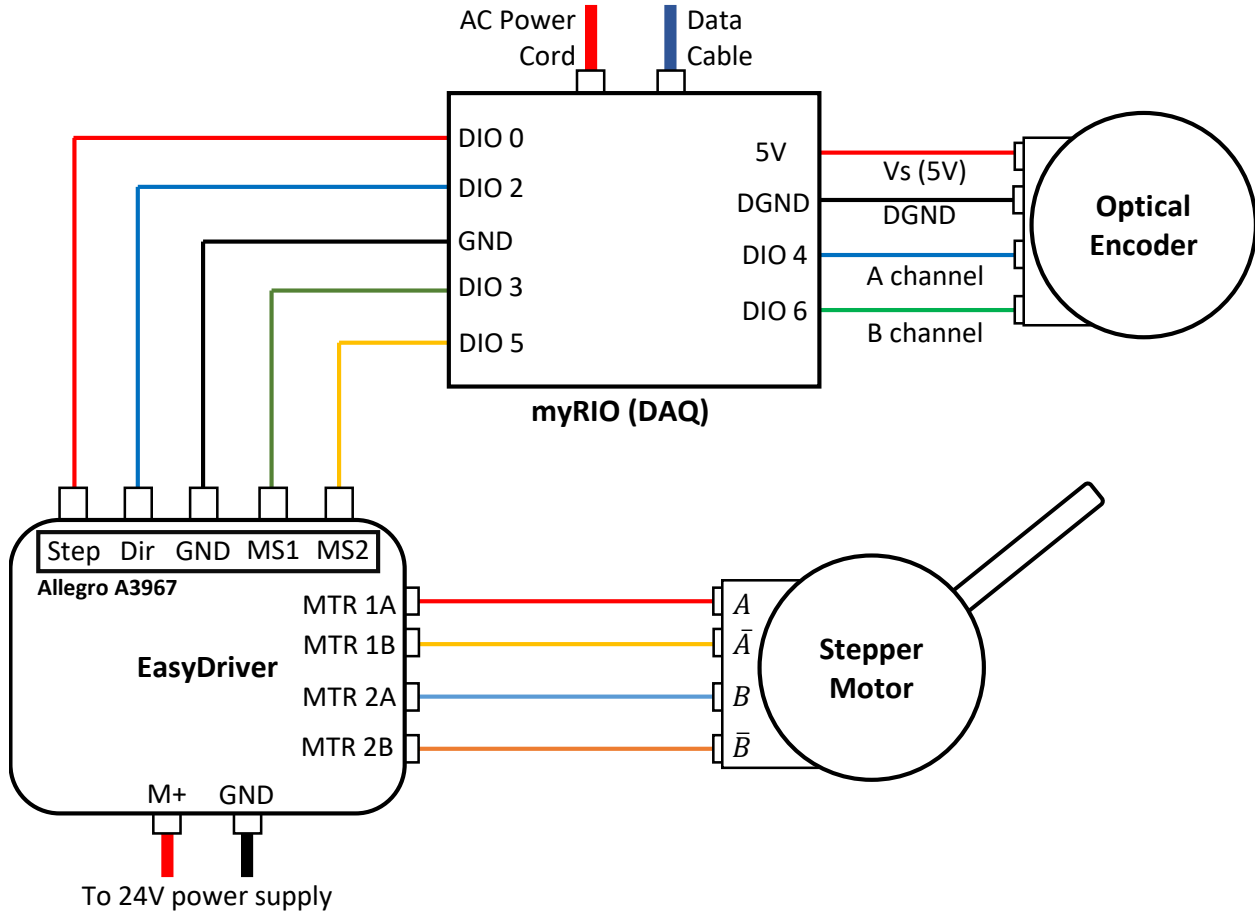 AC Power
Cord
Data
Cable
DIO 0
DIO 2
GND
DIO 3
DIO 5
5V
DGND
DIO 4
DIO 6
myRIO (DAQ)
Vs (5V)
DGND
A channel
B channel
Optical
Encoder
Step Dir GND MS1 MS2
Allegro A3967
EasyDriver
MTR 1A
MTR 1B
MTR 2A
MTR 2B
M+ GND
To 24V power supply
A
A̅
B
B̅
Stepper
Motor